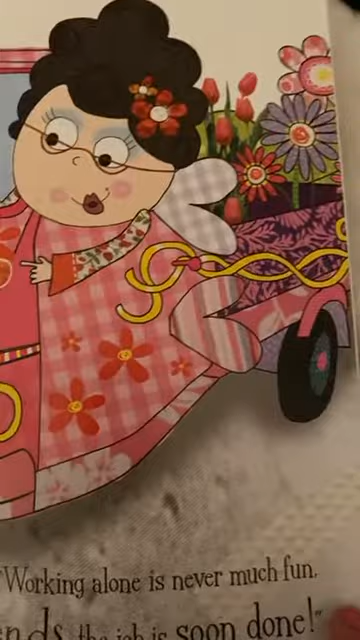 "Working alone is never much fun,
the job is soon done!"